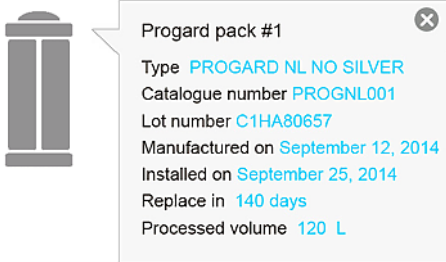 Progard pack #1
Type PROGARD NL NO SILVER
Catalogue number PROGNL001
Lot number C1HA80657
Manufactured on September 12, 2014
Installed on September 25, 2014
Replace in 140 days
Processed volume 120 L